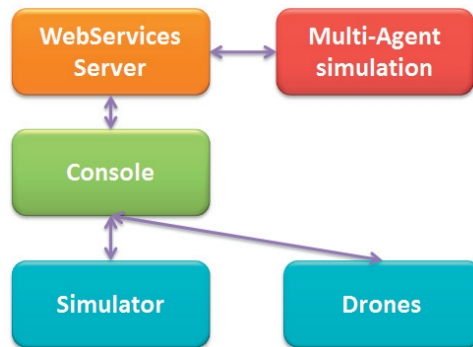 WebServices
Server
Multi-Agent
simulation
Console
Simulator
Drones